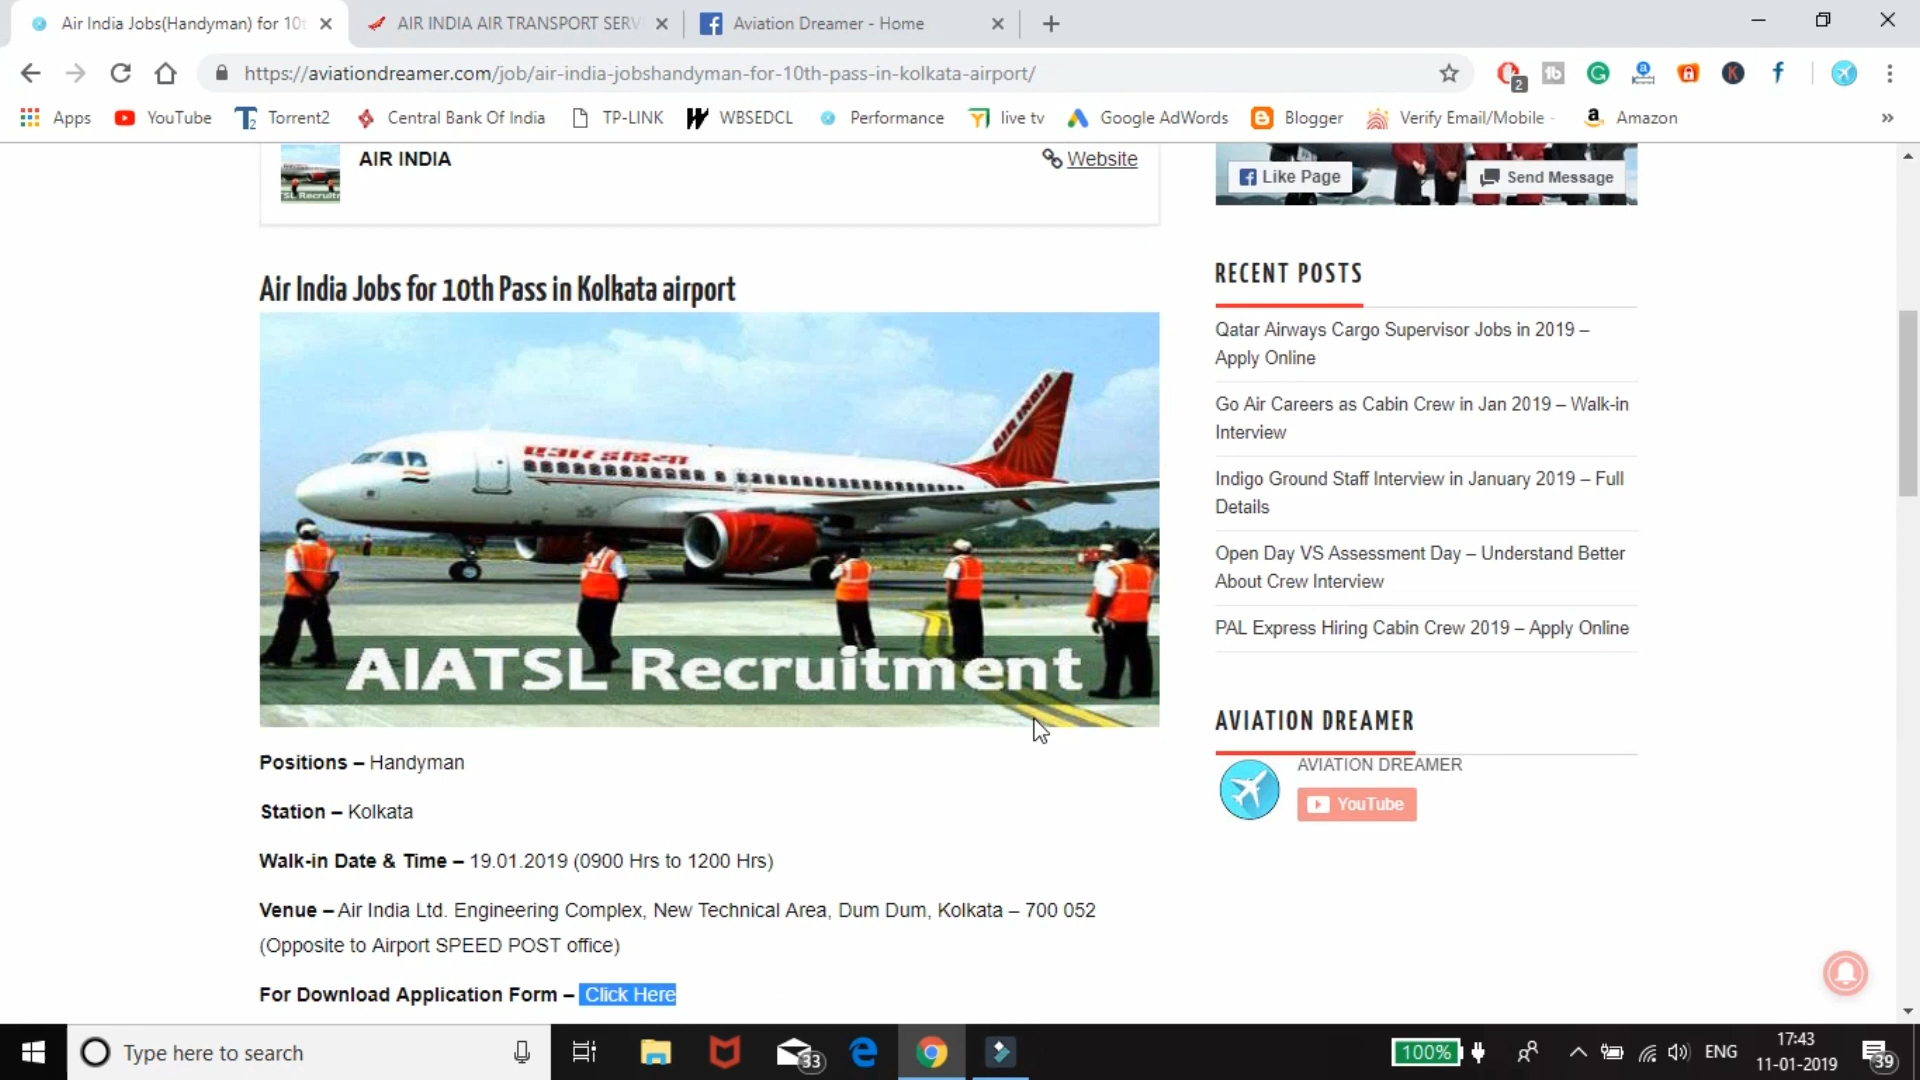 Air India Jobs(Handyman) for 10t
AIR INDIA AIR TRANSPORT SERV
Aviation Dreamer - Home
https://aviationdreamer.com/job/air-india-jobshandyman-for-10th-pass-in-kolkata-airport/
2
Apps
YouTube
Torrent2
Central Bank Of India
TP-LINK
WBSEDCL
Performance
live tv
Google AdWords
Blogger
Verify Email/Mobile -
Amazon
»
AIR INDIA
Website
Like Page
Send Message
Air India Jobs for 10th Pass in Kolkata airport
AIR INDIA
एअर इंडिया
AIATSL Recruitment
Positions – Handyman
Station – Kolkata
Walk-in Date & Time – 19.01.2019 (0900 Hrs to 1200 Hrs)
Venue – Air India Ltd. Engineering Complex, New Technical Area, Dum Dum, Kolkata – 700 052
(Opposite to Airport SPEED POST office)
For Download Application Form – Click Here
RECENT POSTS
Qatar Airways Cargo Supervisor Jobs in 2019 –
Apply Online
Go Air Careers as Cabin Crew in Jan 2019 – Walk-in
Interview
Indigo Ground Staff Interview in January 2019 – Full
Details
Open Day VS Assessment Day – Understand Better
About Crew Interview
PAL Express Hiring Cabin Crew 2019 – Apply Online
AVIATION DREAMER
AVIATION DREAMER
YouTube
Type here to search
33
100%
ENG
17:43
11-01-2019
39